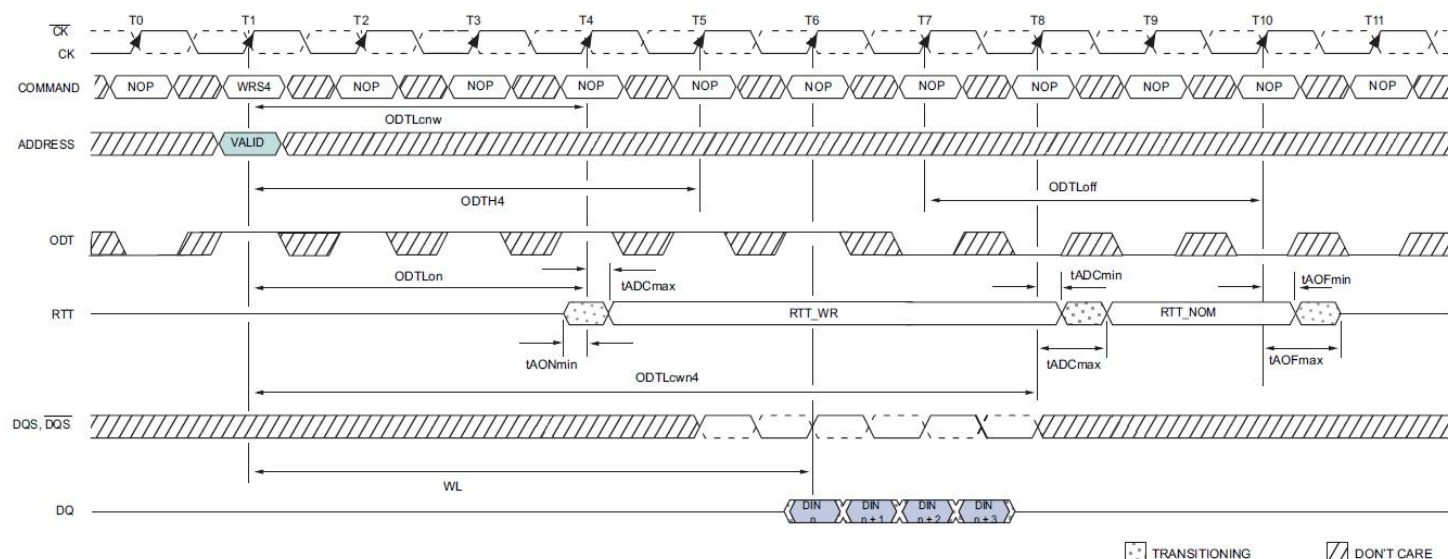 T0 T1 T2 T3 T4 T5 T6 T7 T8 T9 T10 T11
CK
CK
COMMAND NOP WRS4 NOP NOP NOP NOP NOP NOP NOP NOP NOP NOP
ODTLcnw
ADDRESS VALID
ODTH4 ODTLoff
ODT
ODTLon tADCmax tADCmin tAOFmin
RTT RTT_WR RTT_NOM
tAONmin tADCmax tAOFmax
ODTLcwn4
DQS, DQS
WL
DQ DIN n DIN n + 1 DIN n + 2 DIN n + 3
TRANSITIONING DON'T CARE